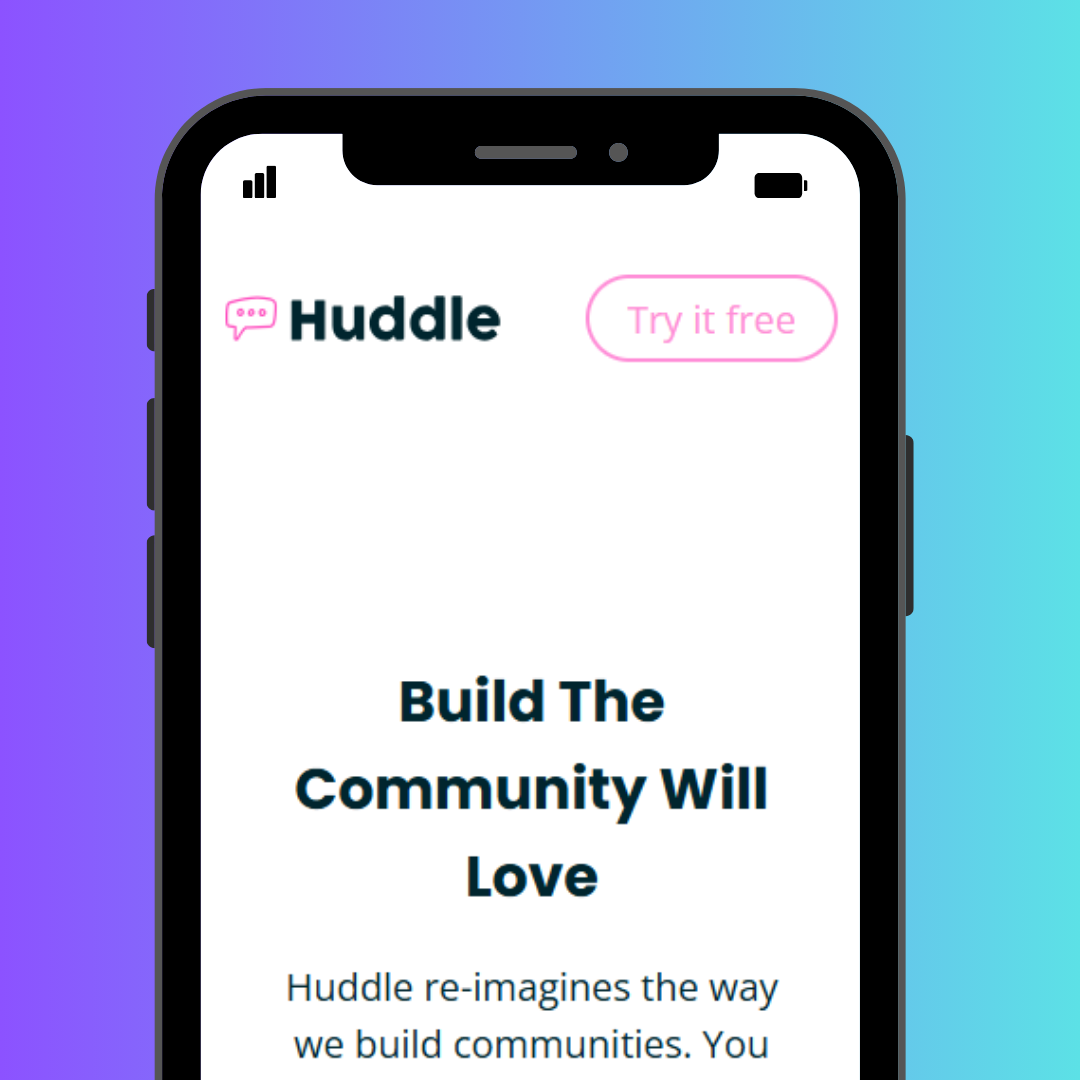 Huddle
Try it free
Build The
Community Will
Love
Huddle re-imagines the way
we build communities. You